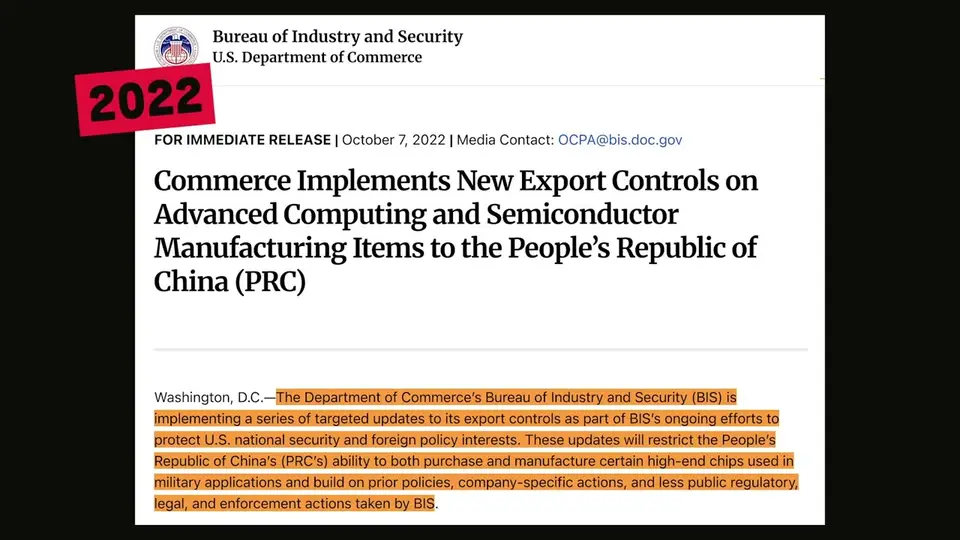 Bureau of Industry and Security
U.S. Department of Commerce
2022
FOR IMMEDIATE RELEASE | October 7, 2022 | Media Contact: OCPA@bis.doc.gov
Commerce Implements New Export Controls on
Advanced Computing and Semiconductor
Manufacturing Items to the People’s Republic of
China (PRC)
Washington, D.C.—The Department of Commerce’s Bureau of Industry and Security (BIS) is
implementing a series of targeted updates to its export controls as part of BIS’s ongoing efforts to
protect U.S. national security and foreign policy interests. These updates will restrict the People’s
Republic of China’s (PRC’s) ability to both purchase and manufacture certain high-end chips used in
military applications and build on prior policies, company-specific actions, and less public regulatory,
legal, and enforcement actions taken by BIS.